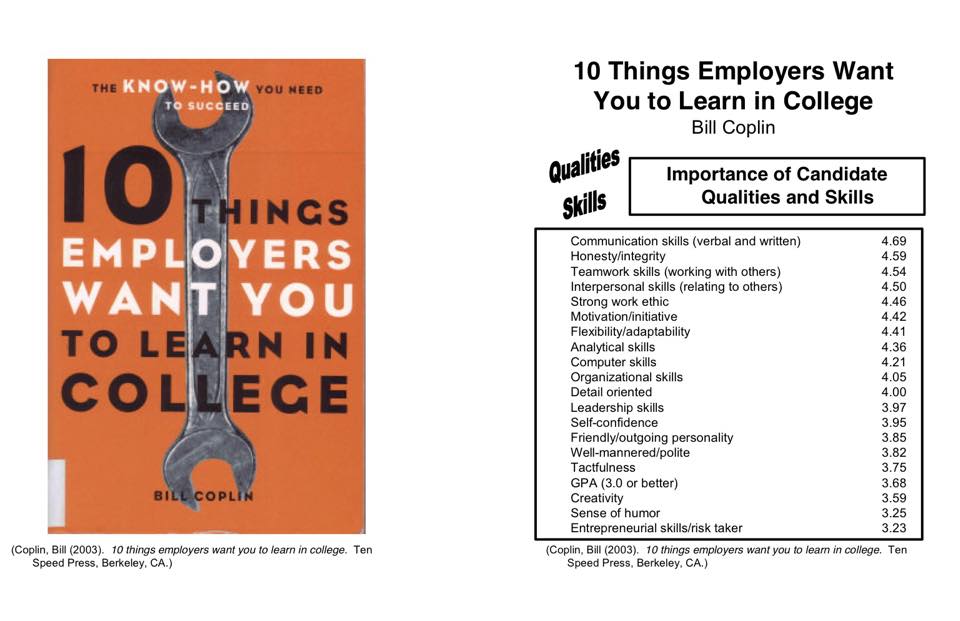 THE KNOW-HOW YOU NEED
TO SUCCEED
10 THINGS
EMPLOYERS
WANT YOU
TO LEARN IN
COLLEGE
BILL COPLIN
(Coplin, Bill (2003). 10 things employers want you to learn in college. Ten
Speed Press, Berkeley, CA.)
10 Things Employers Want
You to Learn in College
Bill Coplin
Qualities
Skills
Importance of Candidate
Qualities and Skills
Communication skills (verbal and written) 4.69
Honesty/integrity 4.59
Teamwork skills (working with others) 4.54
Interpersonal skills (relating to others) 4.50
Strong work ethic 4.46
Motivation/initiative 4.42
Flexibility/adaptability 4.41
Analytical skills 4.36
Computer skills 4.21
Organizational skills 4.05
Detail oriented 4.00
Leadership skills 3.97
Self-confidence 3.95
Friendly/outgoing personality 3.85
Well-mannered/polite 3.82
Tactfulness 3.75
GPA (3.0 or better) 3.68
Creativity 3.59
Sense of humor 3.25
Entrepreneurial skills/risk taker 3.23
(Coplin, Bill (2003). 10 things employers want you to learn in college. Ten
Speed Press, Berkeley, CA.)